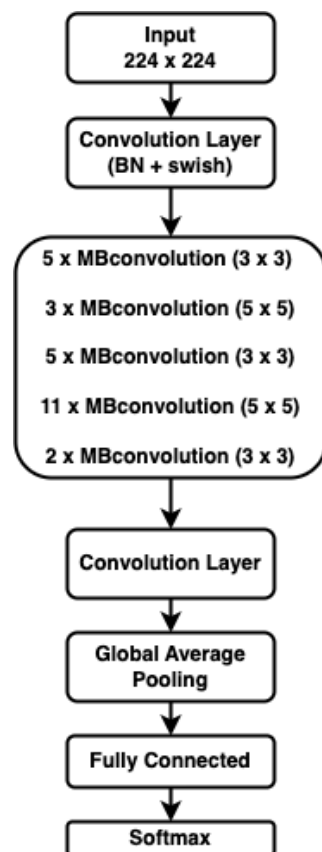 Input
224 x 224
Convolution Layer
(BN + swish)
5 x MBconvolution (3 x 3)
3 x MBconvolution (5 x 5)
5 x MBconvolution (3 x 3)
11 x MBconvolution (5 x 5)
2 x MBconvolution (3 x 3)
Convolution Layer
Global Average
Pooling
Fully Connected
Softmax